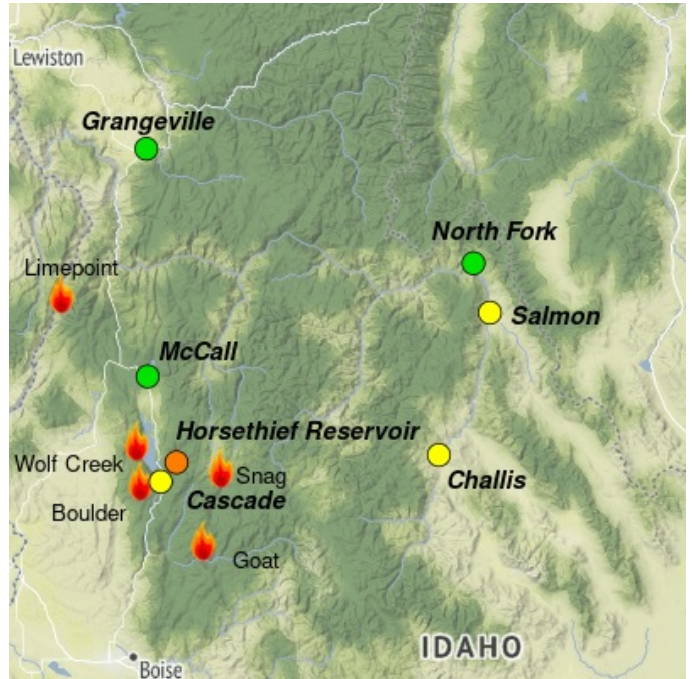 Lewiston
Grangeville
North Fork
Limepoint
Salmon
McCall
Horsethief Reservoir
Wolf Creek
Snag
Challis
Cascade
Boulder
Goat
IDAHO
Boise